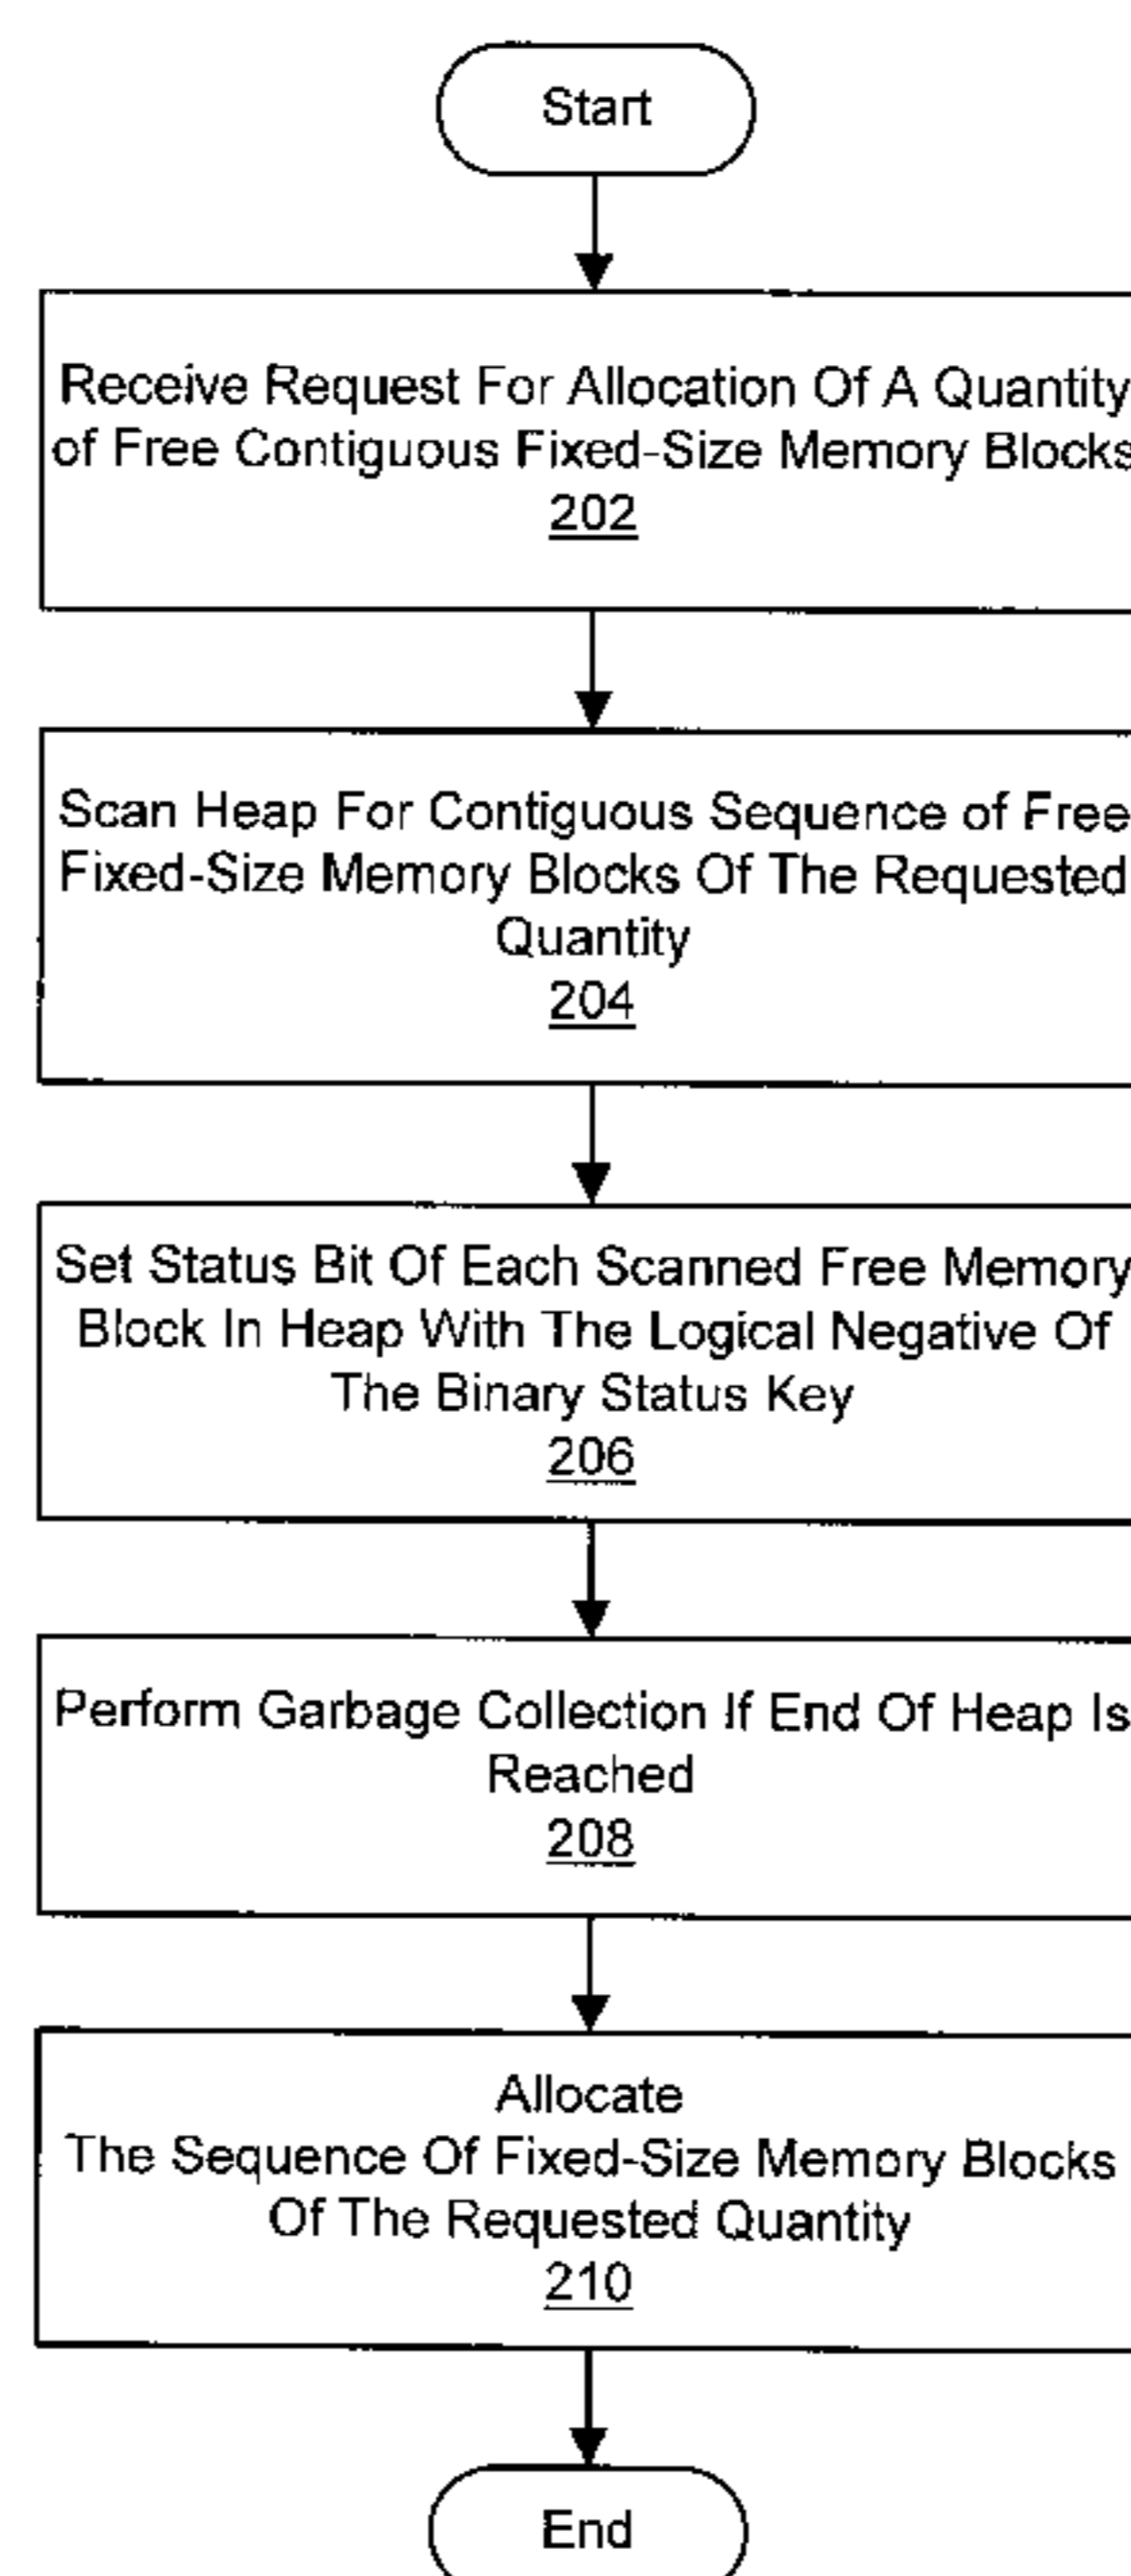 Start
Receive Request For Allocation Of A Quantity
of Free Contiguous Fixed-Size Memory Blocks
202
Scan Heap For Contiguous Sequence of Free
Fixed-Size Memory Blocks Of The Requested
Quantity
204
Set Status Bit Of Each Scanned Free Memory
Block In Heap With The Logical Negative Of
The Binary Status Key
206
Perform Garbage Collection If End Of Heap Is
Reached
208
Allocate
The Sequence Of Fixed-Size Memory Blocks
Of The Requested Quantity
210
End